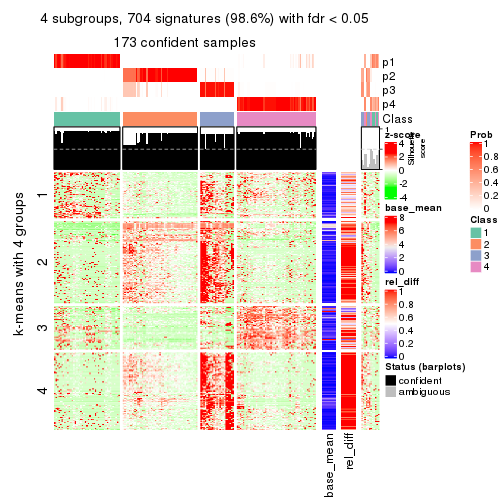 4 subgroups, 704 signatures (98.6%) with fdr < 0.05
173 confident samples
p1
p2
p3
p4
Class
1
Silhouette
score
k-means with 4 groups
1
2
3
4
base_mean
rel_diff
z-score
4
2
0
-2
-4
base_mean
8
6
4
2
0
rel_diff
1
0.8
0.6
0.4
0.2
0
Status (barplots)
confident
ambiguous
Prob
1
0.8
0.6
0.4
0.2
0
Class
1
2
3
4